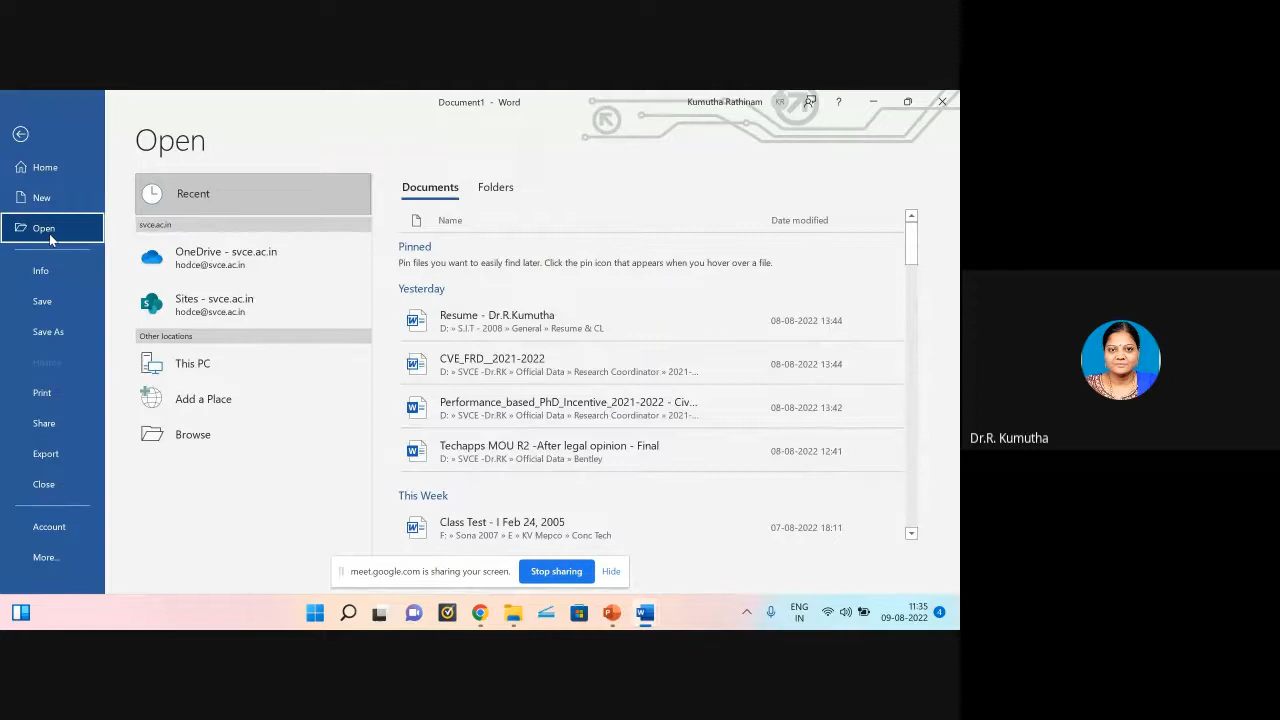 Document1 - Word
Kumutha Rathinam
KR
?
Home
New
Open
Info
Save
Save As
History
Print
Share
Export
Close
Account
More...
Open
Recent
svce.ac.in
OneDrive - svce.ac.in
hodce@svce.ac.in
Sites - svce.ac.in
hodce@svce.ac.in
Other locations
This PC
Add a Place
Browse
Documents Folders
Name Date modified
Pinned
Pin files you want to easily find later. Click the pin icon that appears when you hover over a file.
Yesterday
Resume - Dr.R.Kumutha
D: » S.I.T - 2008 » General » Resume & CL
08-08-2022 13:44
CVE_FRD__2021-2022
D: » SVCE -Dr.RK » Official Data » Research Coordinator » 2021-...
08-08-2022 13:44
Performance_based_PhD_Incentive_2021-2022 - Civ...
D: » SVCE -Dr.RK » Official Data » Research Coordinator » 2021-...
08-08-2022 13:42
Techapps MOU R2 -After legal opinion - Final
D: » SVCE -Dr.RK » Official Data » Bentley
08-08-2022 12:41
This Week
Class Test - I Feb 24, 2005
F: » Sona 2007 » E » KV Mepco » Conc Tech
07-08-2022 18:11
meet.google.com is sharing your screen. Stop sharing Hide
ENG
IN
11:35
09-08-2022
4
Dr.R. Kumutha